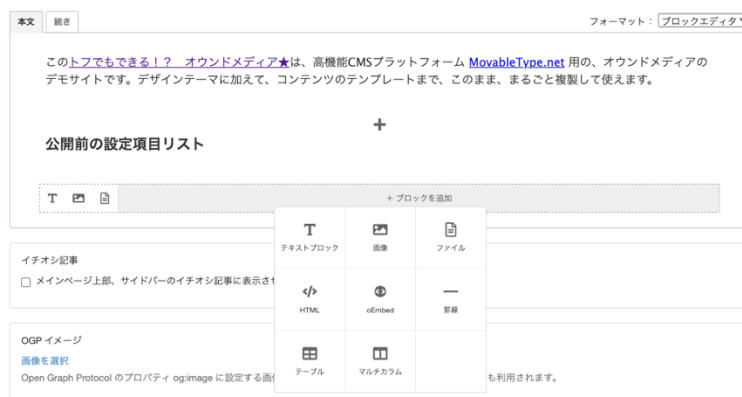 本文 続き フォーマット： ブロックエディタ
このトフでもできる！？　オウンドメディア★は、高機能CMSプラットフォーム MovableType.net 用の、オウンドメディアの
デモサイトです。デザインテーマに加えて、コンテンツのテンプレートまで、このまま、まるごと複製して使えます。
+
公開前の設定項目リスト
T + ブロックを追加
T
テキストブロック 画像 ファイル
イチオシ記事
メインページ上部、サイドバーのイチオシ記事に表示させ
</>
HTML oEmbed 罫線
OGP イメージ
画像を選択
テーブル マルチカラム
Open Graph Protocol のプロパティ og:image に設定する画像 も利用されます。